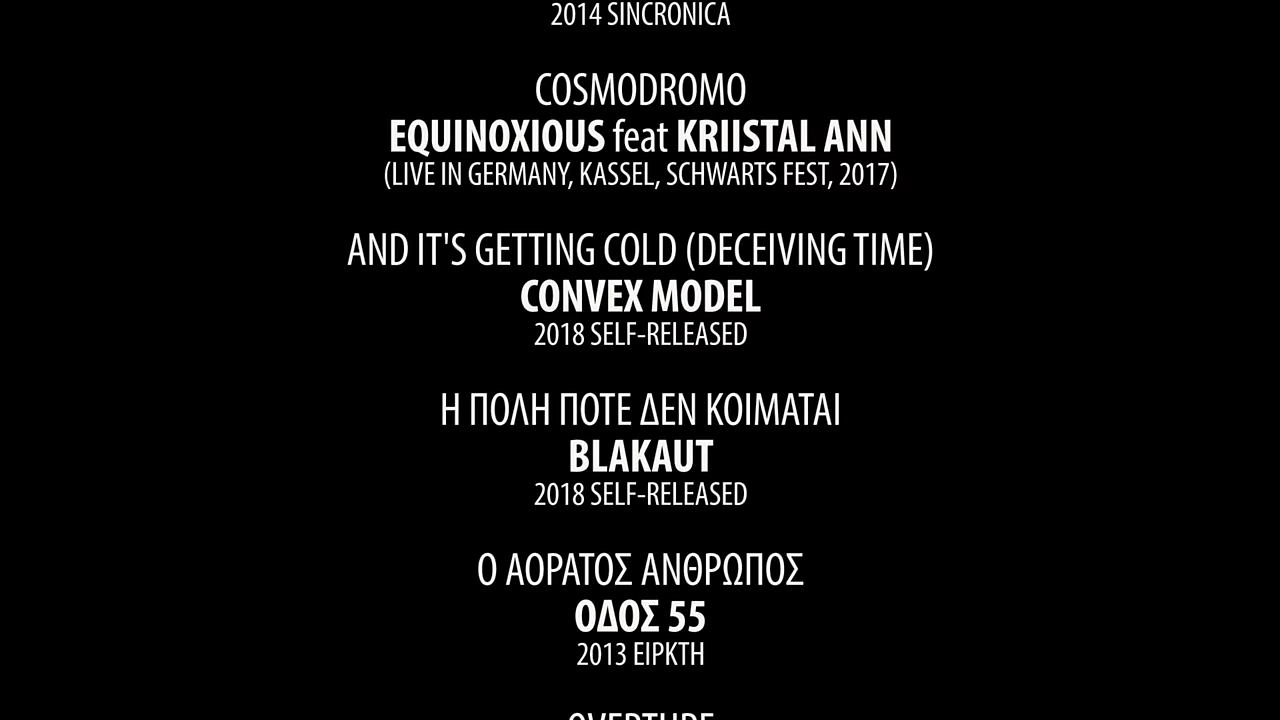 2014 SINCRONICA
COSMODROMO
EQUINOXIOUS feat KRIISTAL ANN
(LIVE IN GERMANY, KASSEL, SCHWARTS FEST, 2017)
AND IT'S GETTING COLD (DECEIVING TIME)
CONVEX MODEL
2018 SELF-RELEASED
Η ΠΟΛΗ ΠΟΤΕ ΔΕΝ ΚΟΙΜΑΤΑΙ
BLAKAUT
2018 SELF-RELEASED
Ο ΑΟΡΑΤΟΣ ΑΝΘΡΩΠΟΣ
ΟΔΟΣ 55
2013 ΕΙΡΚΤΗ
OVERTURE